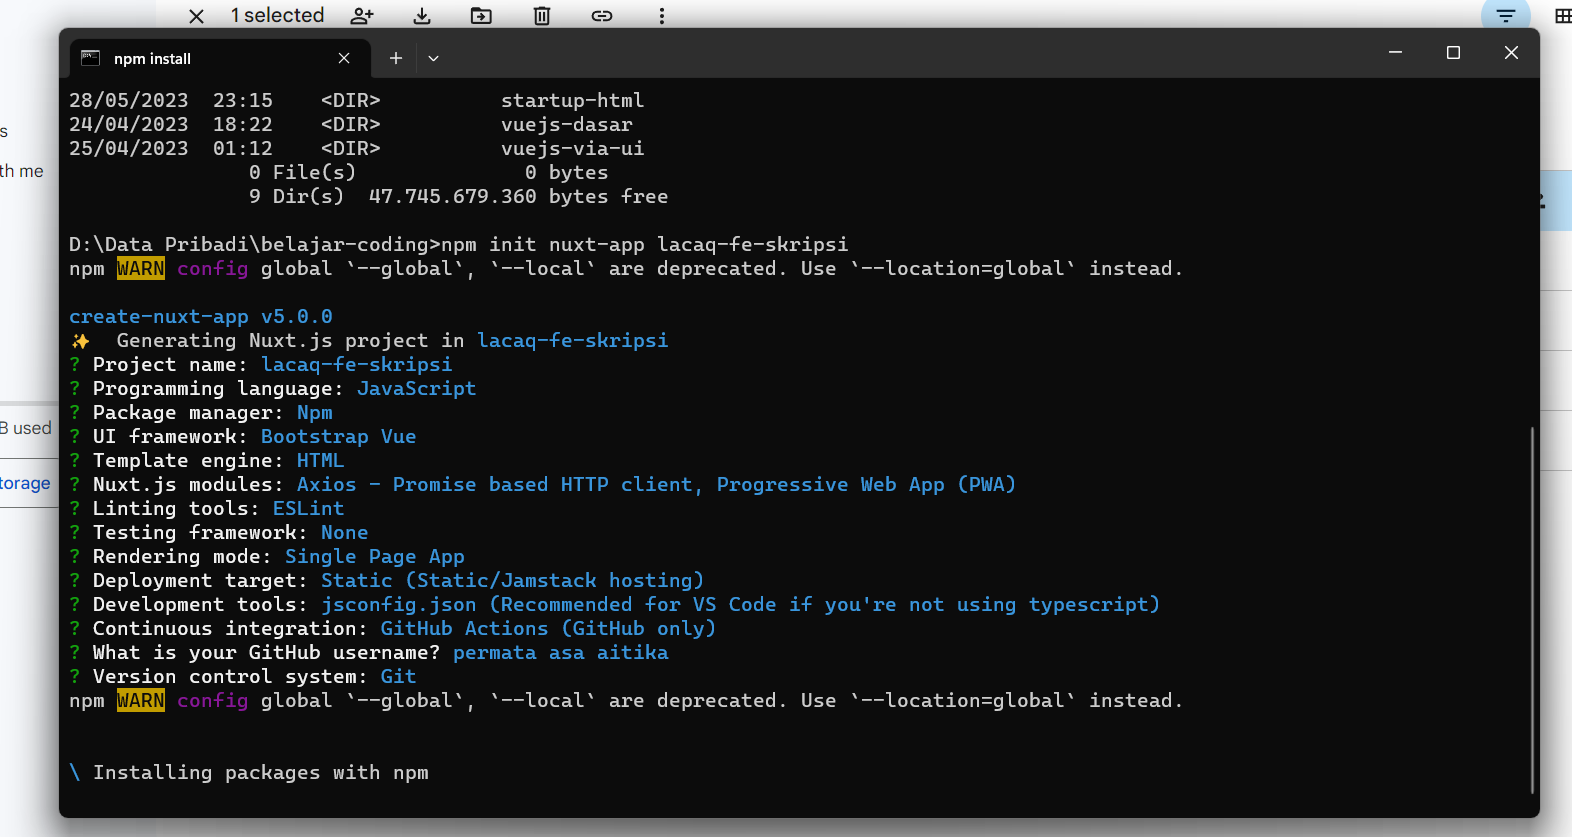 1 selected
npm install
s
th me
B used
torage
28/05/2023  23:15    <DIR>          startup-html
24/04/2023  18:22    <DIR>          vuejs-dasar
25/04/2023  01:12    <DIR>          vuejs-via-ui
0 File(s)              0 bytes
9 Dir(s)  47.745.679.360 bytes free
D:\Data Pribadi\belajar-coding>npm init nuxt-app lacaq-fe-skripsi
npm WARN config global `--global`, `--local` are deprecated. Use `--location=global` instead.
create-nuxt-app v5.0.0
✨  Generating Nuxt.js project in lacaq-fe-skripsi
? Project name: lacaq-fe-skripsi
? Programming language: JavaScript
? Package manager: Npm
? UI framework: Bootstrap Vue
? Template engine: HTML
? Nuxt.js modules: Axios - Promise based HTTP client, Progressive Web App (PWA)
? Linting tools: ESLint
? Testing framework: None
? Rendering mode: Single Page App
? Deployment target: Static (Static/Jamstack hosting)
? Development tools: jsconfig.json (Recommended for VS Code if you're not using typescript)
? Continuous integration: GitHub Actions (GitHub only)
? What is your GitHub username? permata asa aitika
? Version control system: Git
npm WARN config global `--global`, `--local` are deprecated. Use `--location=global` instead.
\ Installing packages with npm